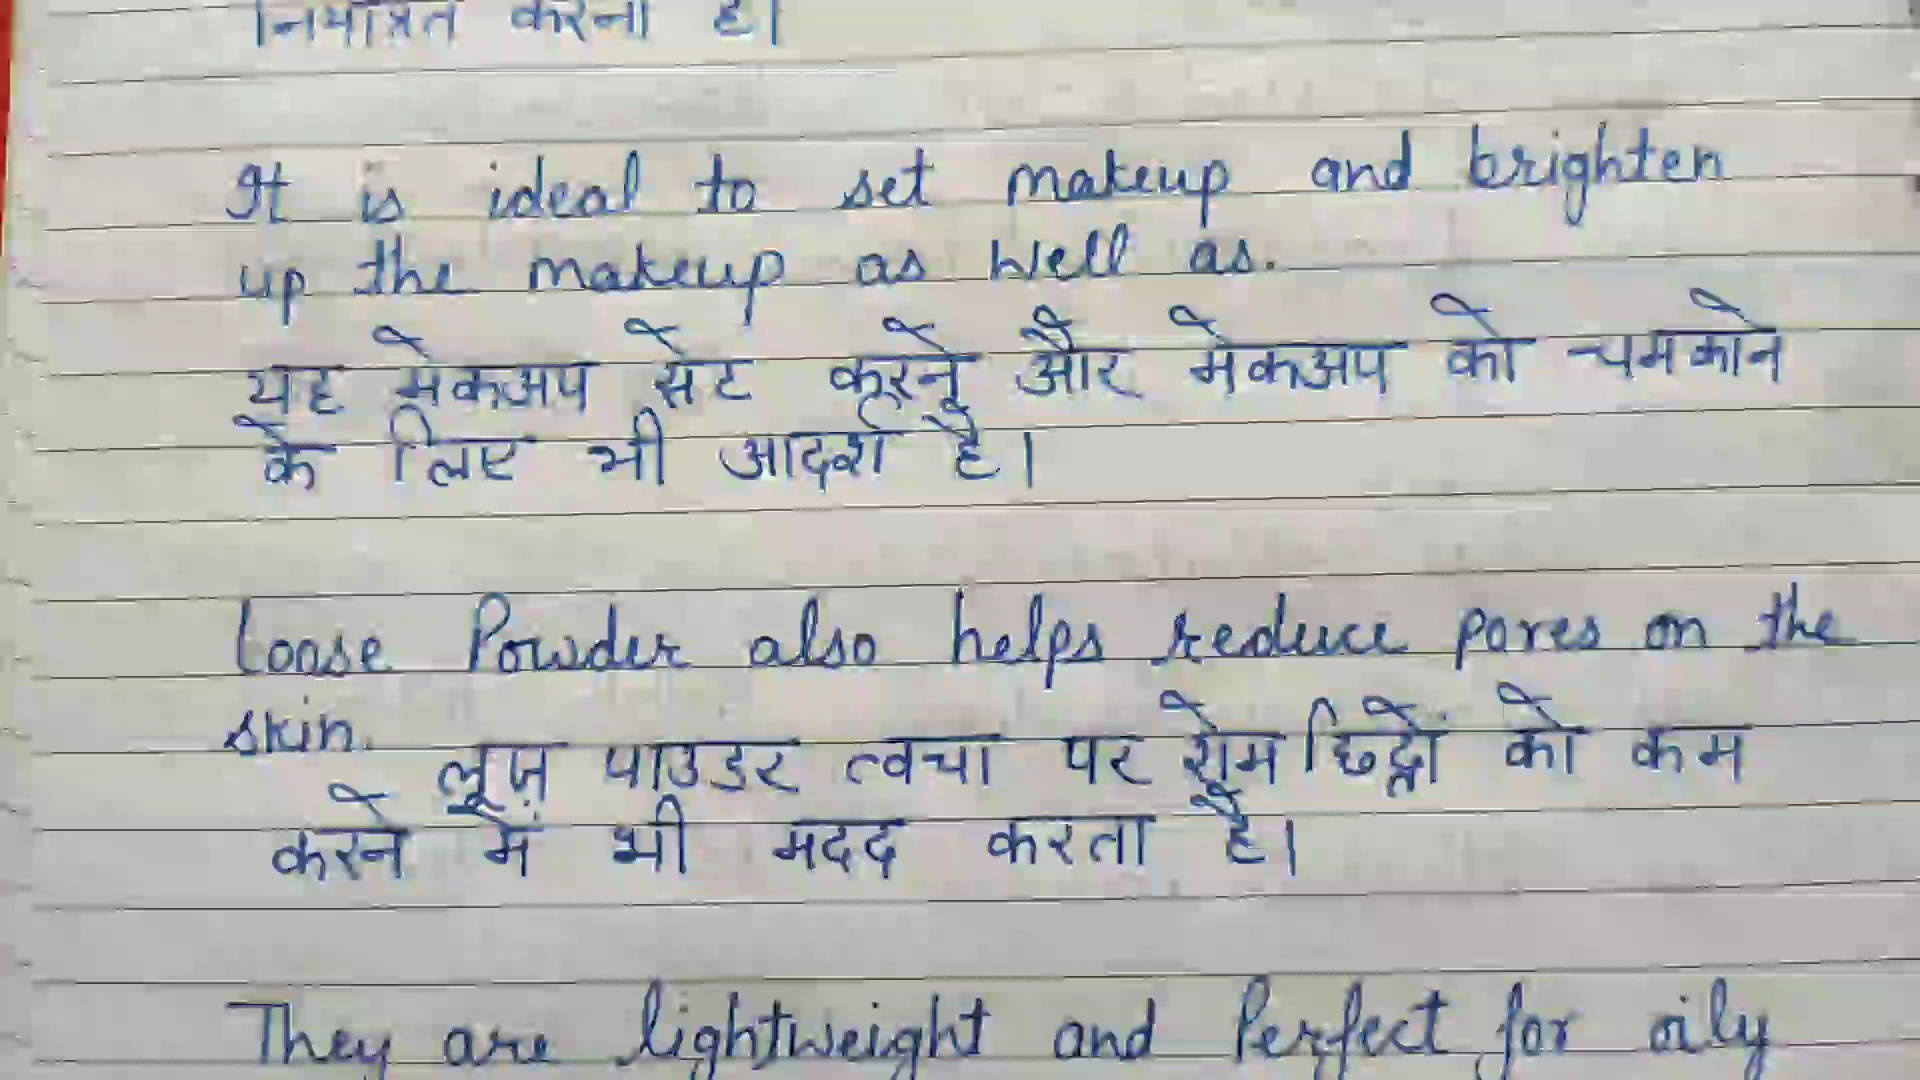 नियंत्रित करना है।
It is ideal to set makeup and brighten
up the makeup as well as.
यह मेकअप सेट करने और मेकअप को चमकाने
के लिए भी आदर्श है।
Loose Powder also helps reduce pores on the
skin.
लूज़ पाउडर त्वचा पर रोम छिद्रों को कम
करने में भी मदद करता है।
They are lightweight and Perfect for oily